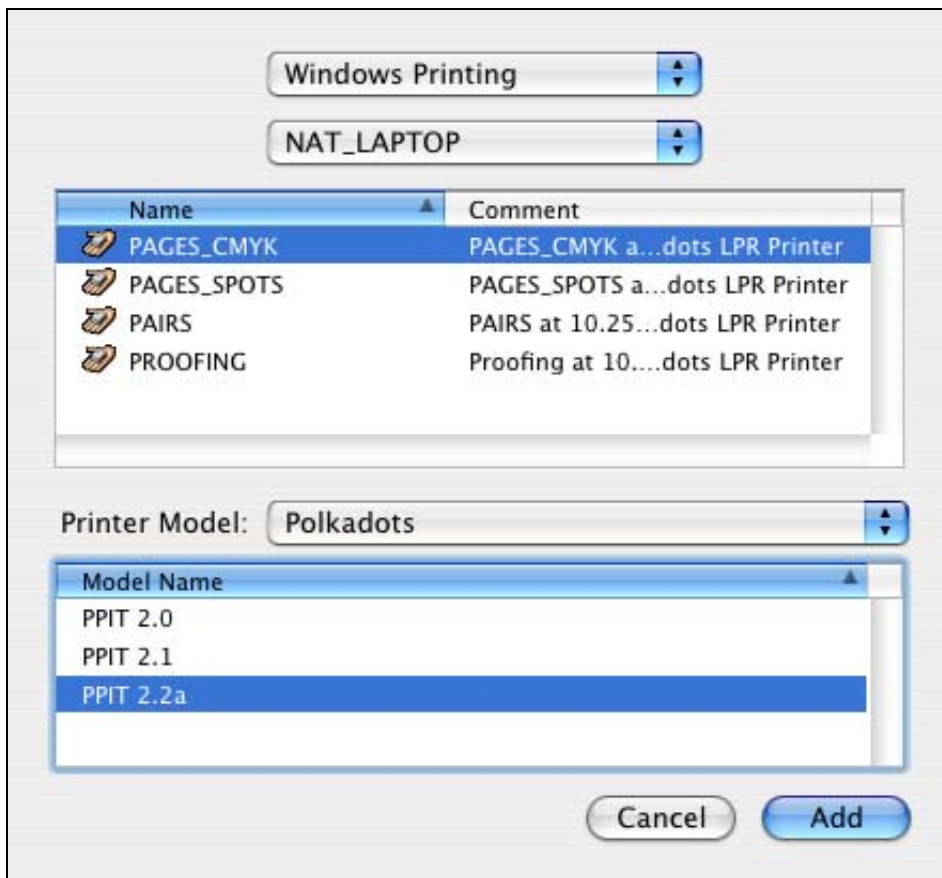 Windows Printing
NAT_LAPTOP
Name Comment
PAGES_CMYK PAGES_CMYK a...dots LPR Printer
PAGES_SPOTS PAGES_SPOTS a...dots LPR Printer
PAIRS PAIRS at 10.25...dots LPR Printer
PROOFING Proofing at 10....dots LPR Printer
Printer Model: Polkadots
Model Name
PPIT 2.0
PPIT 2.1
PPIT 2.2a
Cancel Add